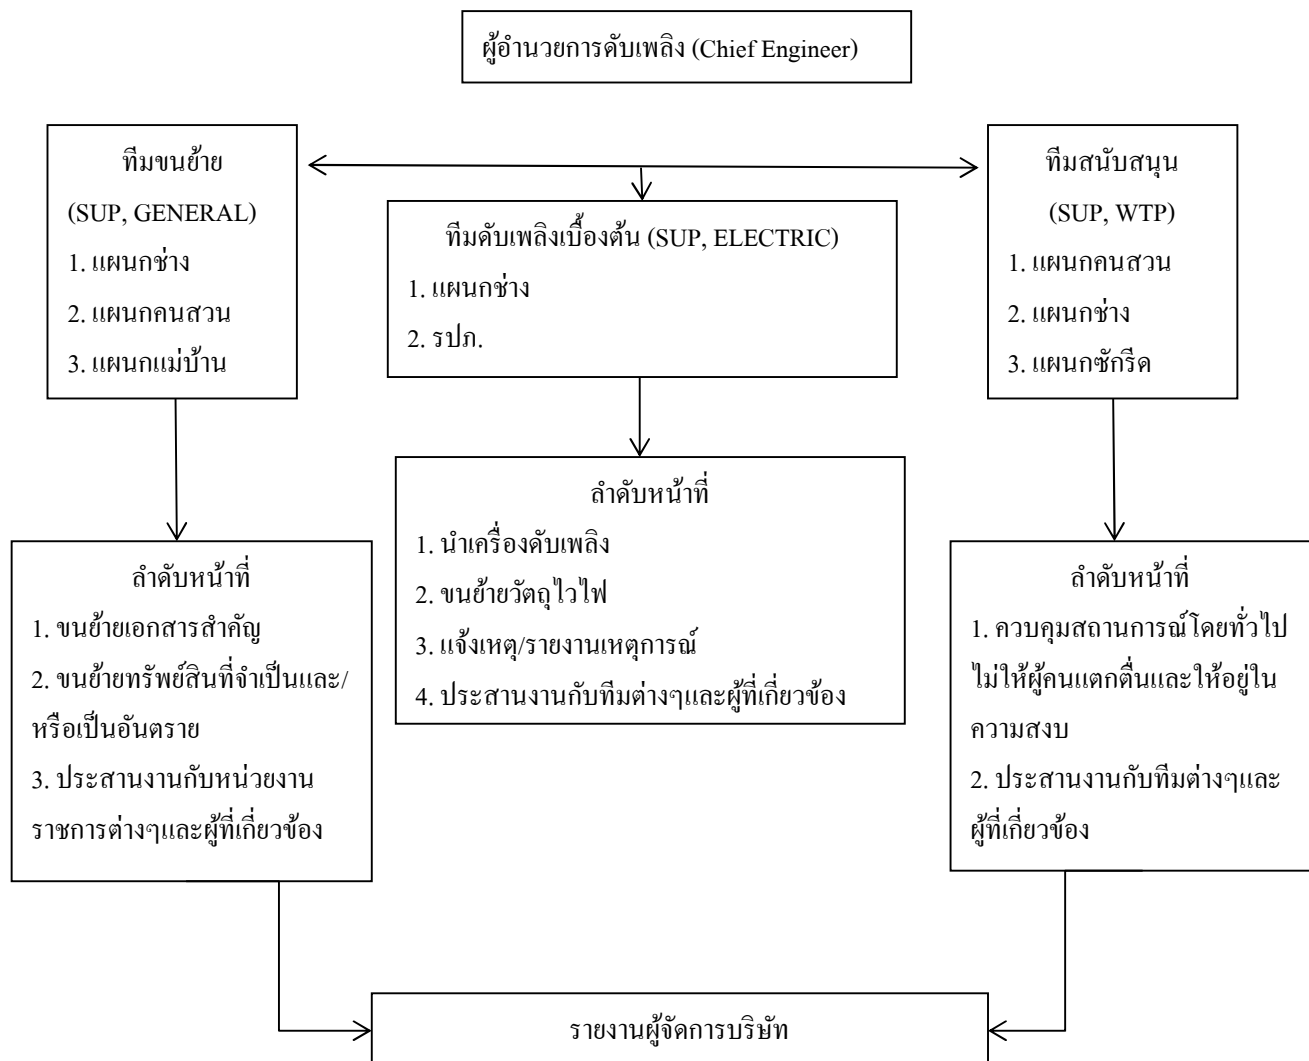 ผู้อำนวยการดับเพลิง (Chief Engineer)
ทีมขนย้าย
(SUP, GENERAL)
1. แผนกช่าง
2. แผนกคนสวน
3. แผนกแม่บ้าน
ทีมดับเพลิงเบื้องต้น (SUP, ELECTRIC)
1. แผนกช่าง
2. รปภ.
ทีมสนับสนุน
(SUP, WTP)
1. แผนกคนสวน
2. แผนกช่าง
3. แผนกซักรีด
ลำดับหน้าที่
1. ขนย้ายเอกสารสำคัญ
2. ขนย้ายทรัพย์สินที่จำเป็นและ/
หรือเป็นอันตราย
3. ประสานงานกับหน่วยงาน
ราชการต่างๆและผู้ที่เกี่ยวข้อง
ลำดับหน้าที่
1. นำเครื่องดับเพลิง
2. ขนย้ายวัตถุไวไฟ
3. แจ้งเหตุ/รายงานเหตุการณ์
4. ประสานงานกับทีมต่างๆและผู้ที่เกี่ยวข้อง
ลำดับหน้าที่
1. ควบคุมสถานการณ์โดยทั่วไป
ไม่ให้ผู้คนแตกตื่นและให้อยู่ใน
ความสงบ
2. ประสานงานกับทีมต่างๆและ
ผู้ที่เกี่ยวข้อง
รายงานผู้จัดการบริษัท